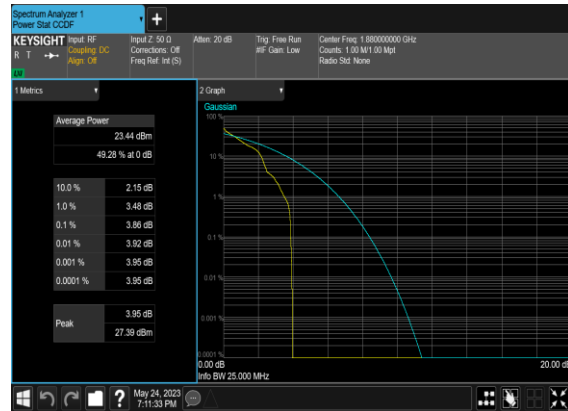 Spectrum Analyzer 1
Power Stat CCDF
KEYSIGHT
R T
LV
Input: RF
Coupling: DC
Align: Off
Input Z: 50 Ω
Corrections: Off
Freq Ref: Int (S)
Atten: 20 dB
Trig: Free Run
#IF Gain: Low
Center Freq: 1.880000000 GHz
Counts: 1.00 M/1.00 Mpt
Radio Std: None
1 Metrics
Average Power
23.44 dBm
49.28 % at 0 dB
10.0 % 2.15 dB
1.0 % 3.48 dB
0.1 % 3.86 dB
0.01 % 3.92 dB
0.001 % 3.95 dB
0.0001 % 3.95 dB
Peak
3.95 dB
27.39 dBm
2 Graph
Gaussian
100 %
10 %
1 %
0.1 %
0.01 %
0.001 %
0.0001 %
0.00 dB
20.00 dB
Info BW 25.000 MHz
May 24, 2023
7:11:33 PM